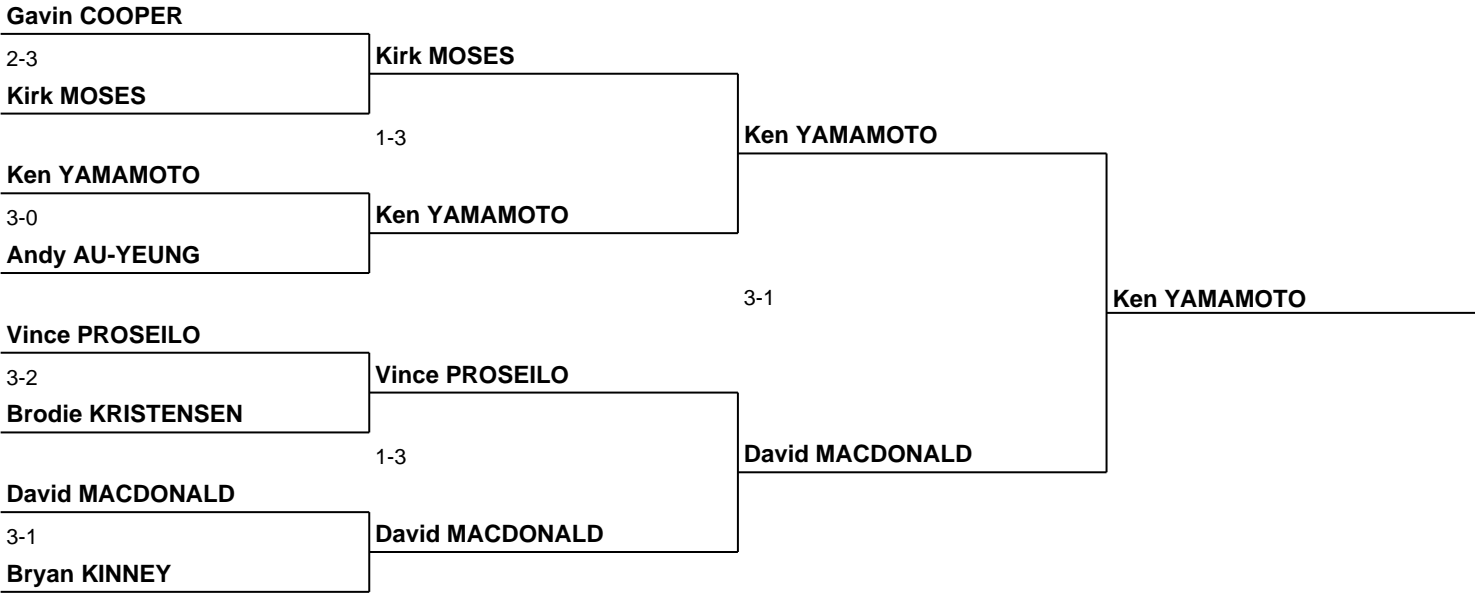 Gavin COOPER
2-3
Kirk MOSES
Kirk MOSES
1-3
Ken YAMAMOTO
Ken YAMAMOTO
3-0
Ken YAMAMOTO
Andy AU-YEUNG
3-1
Ken YAMAMOTO
Vince PROSEILO
3-2
Vince PROSEILO
Brodie KRISTENSEN
1-3
David MACDONALD
David MACDONALD
3-1
David MACDONALD
Bryan KINNEY